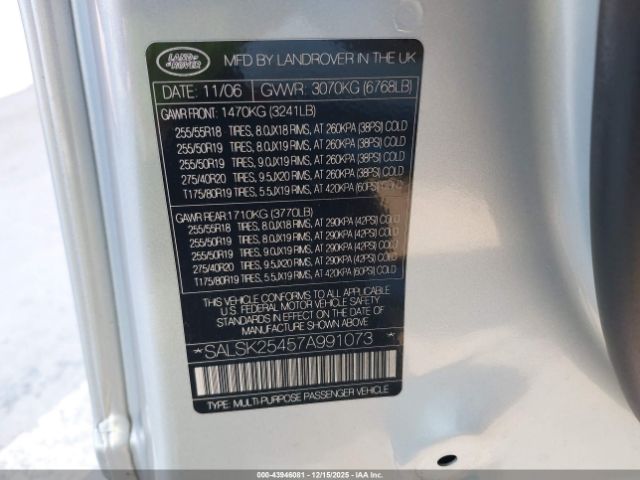 LAND ROVER
MFD BY LANDROVER IN THE UK
DATE: 11/06 GVWR: 3070KG (6768LB)
GAWR FRONT: 1470KG (3241LB)
255/55R18 TIRES, 8.0JX18 RIMS, AT 260KPA (38PSI) COLD
255/50R19 TIRES, 8.0JX19 RIMS, AT 260KPA (38PSI) COLD
255/50R19 TIRES, 9.0JX19 RIMS, AT 260KPA (38PSI) COLD
275/40R20 TIRES, 9.5JX20 RIMS, AT 260KPA (38PSI) COLD
T175/80R19 TIRES, 5.5JX19 RIMS, AT 420KPA (60PSI) COLD
GAWR REAR:1710KG (3770LB)
255/55R18 TIRES, 8.0JX18 RIMS, AT 290KPA (42PSI) COLD
255/50R19 TIRES, 8.0JX19 RIMS, AT 290KPA (42PSI) COLD
255/50R19 TIRES, 9.0JX19 RIMS, AT 290KPA (42PSI) COLD
275/40R20 TIRES, 9.5JX20 RIMS, AT 290KPA (42PSI) COLD
T175/80R19 TIRES, 5.5JX19 RIMS, AT 420KPA (60PSI) COLD
THIS VEHICLE CONFORMS TO ALL APPLICABLE
U.S. FEDERAL MOTOR VEHICLE SAFETY
STANDARDS IN EFFECT ON THE DATE OF
MANUFACTURE SHOWN ABOVE
*SALSK25457A991073*
TYPE: MULTI-PURPOSE PASSENGER VEHICLE
000-43946081 - 12/15/2025 - IAAI.CA